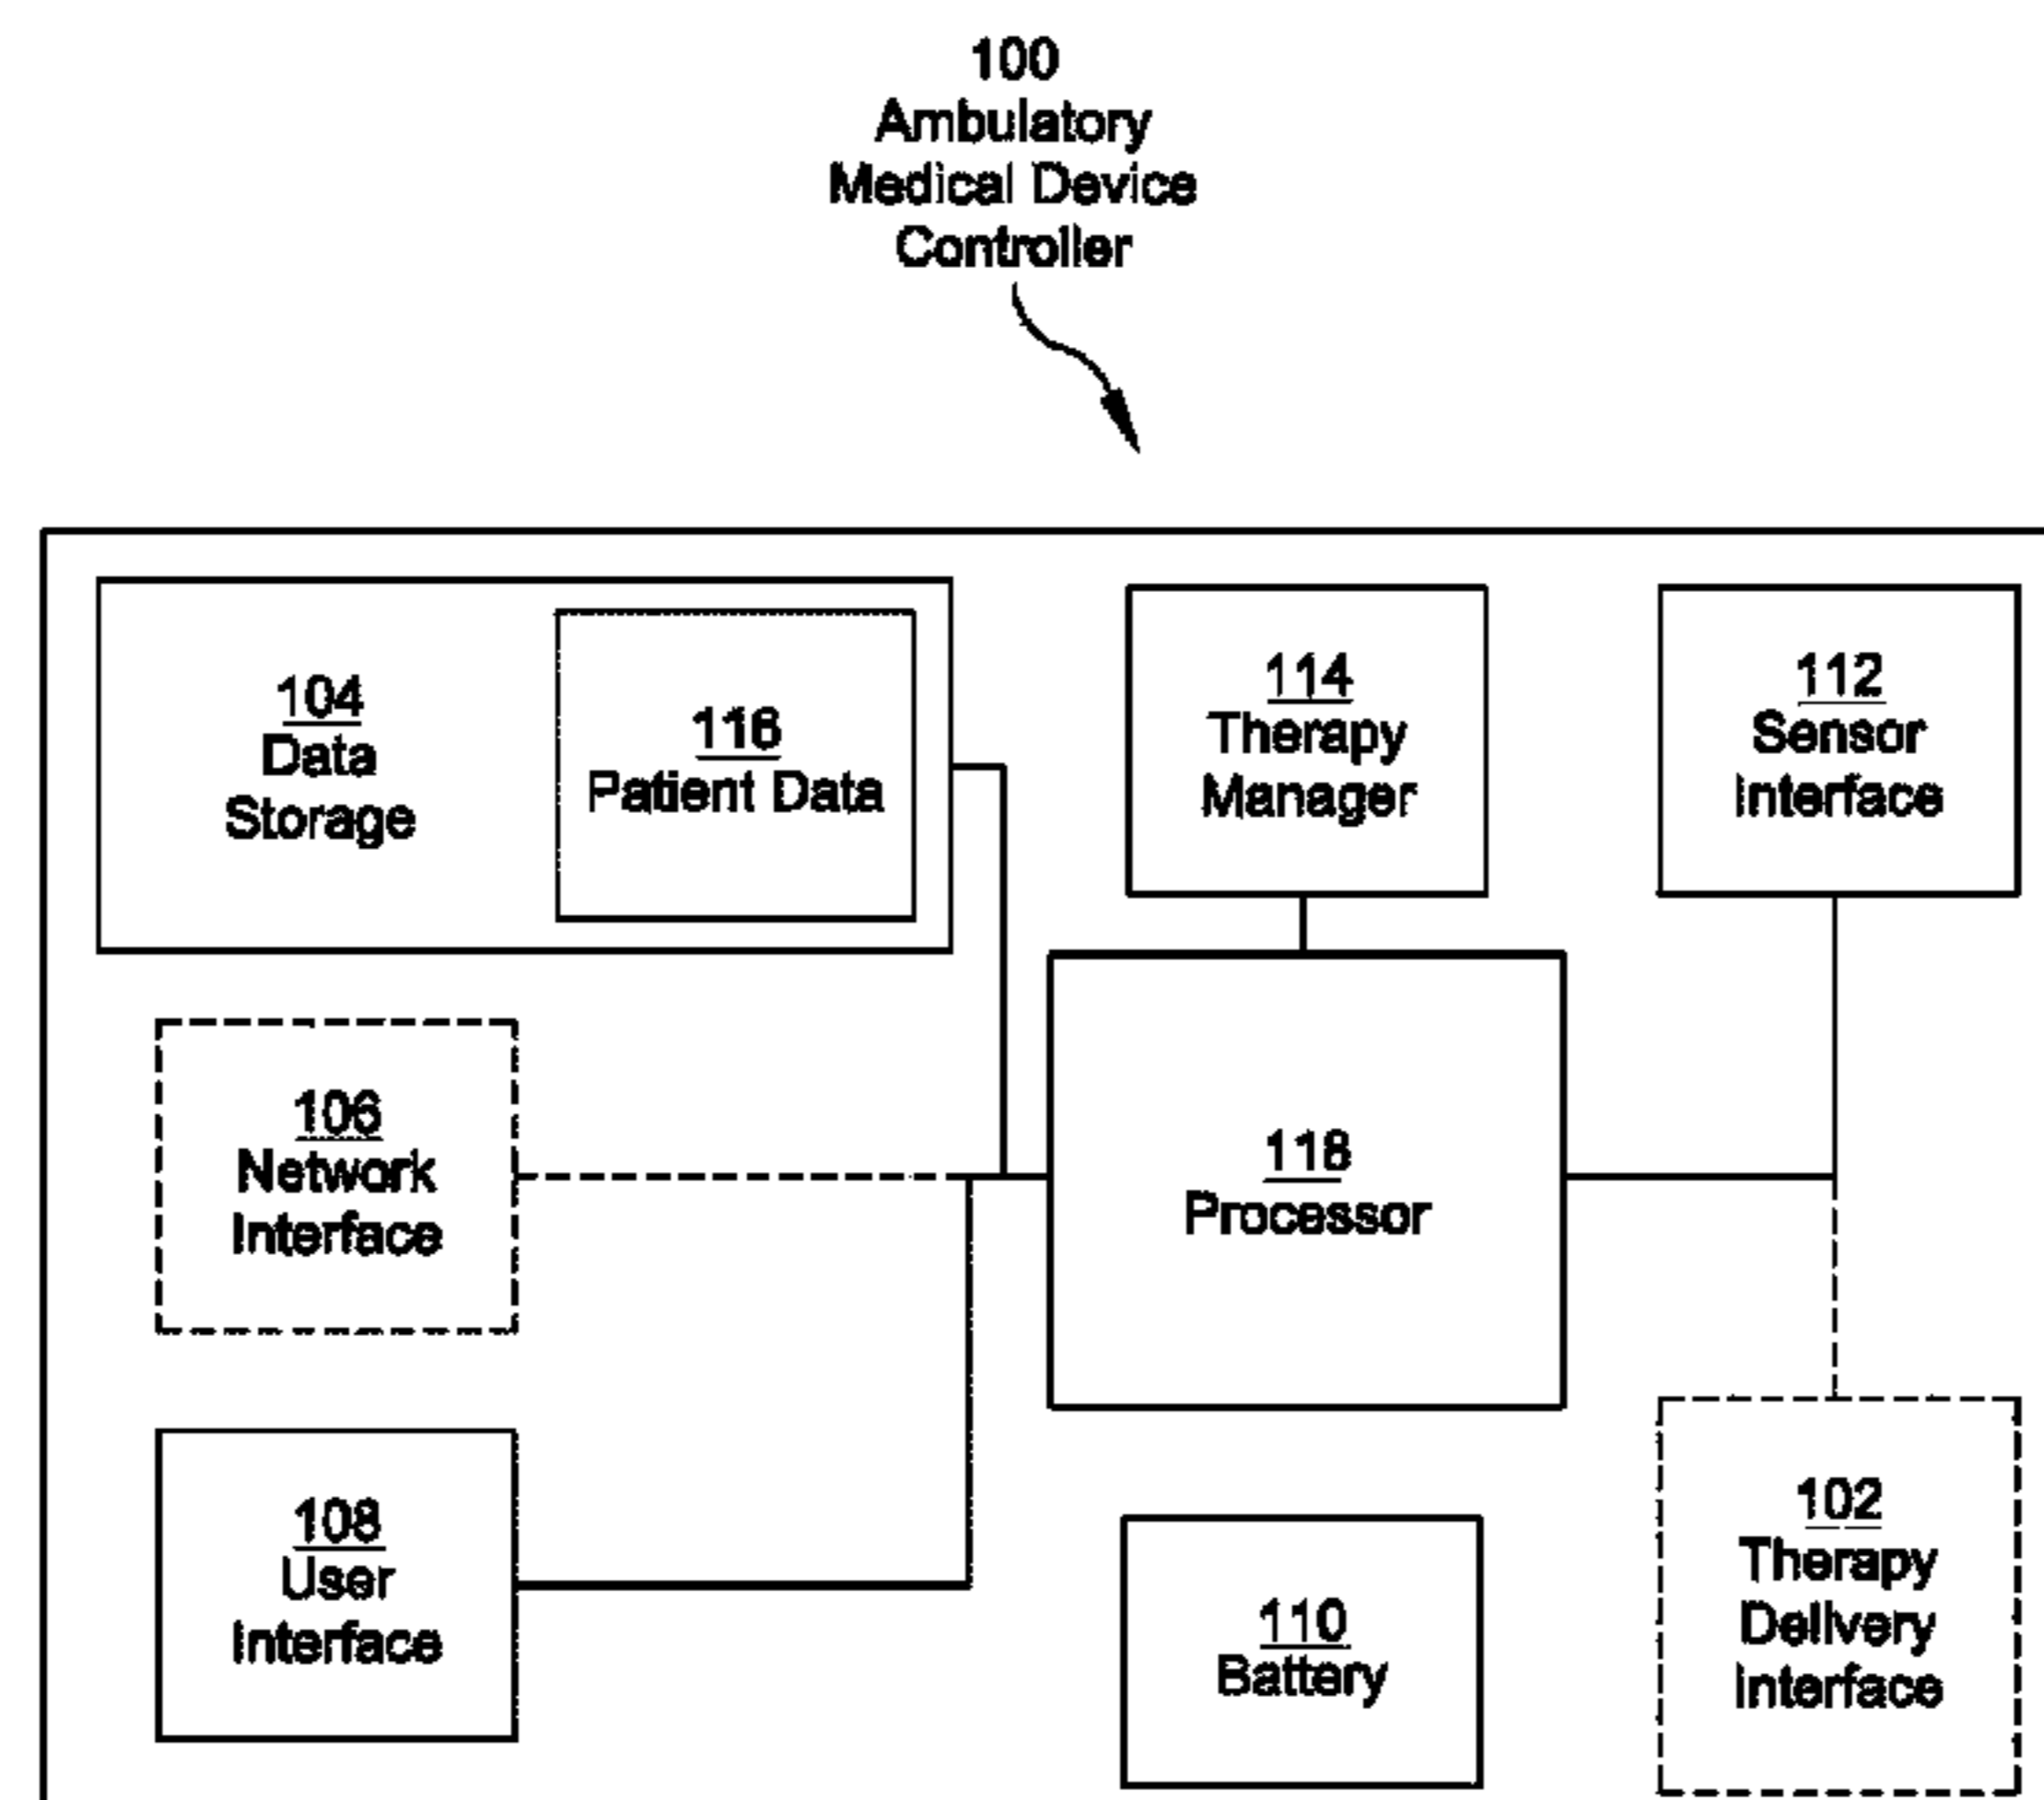 100
Ambulatory
Medical Device
Controller
104
Data
Storage
116
Patient Data
114
Therapy
Manager
112
Sensor
Interface
106
Network
Interface
118
Processor
108
User
Interface
110
Battery
102
Therapy
Delivery
Interface